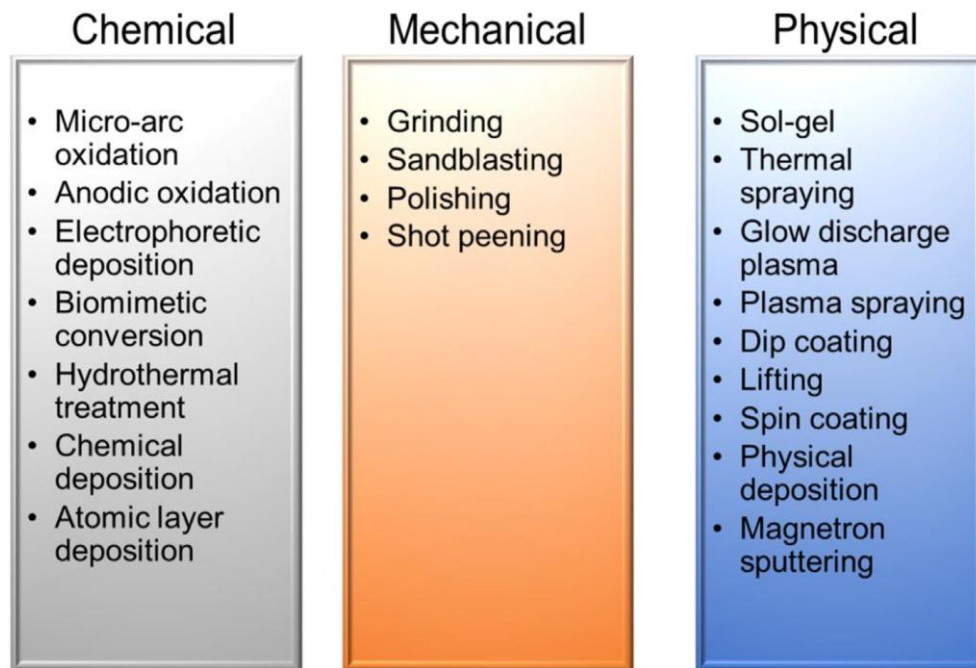 Chemical
• Micro-arc
oxidation
• Anodic oxidation
• Electrophoretic
deposition
• Biomimetic
conversion
• Hydrothermal
treatment
• Chemical
deposition
• Atomic layer
deposition
Mechanical
• Grinding
• Sandblasting
• Polishing
• Shot peening
Physical
• Sol-gel
• Thermal
spraying
• Glow discharge
plasma
• Plasma spraying
• Dip coating
• Lifting
• Spin coating
• Physical
deposition
• Magnetron
sputtering